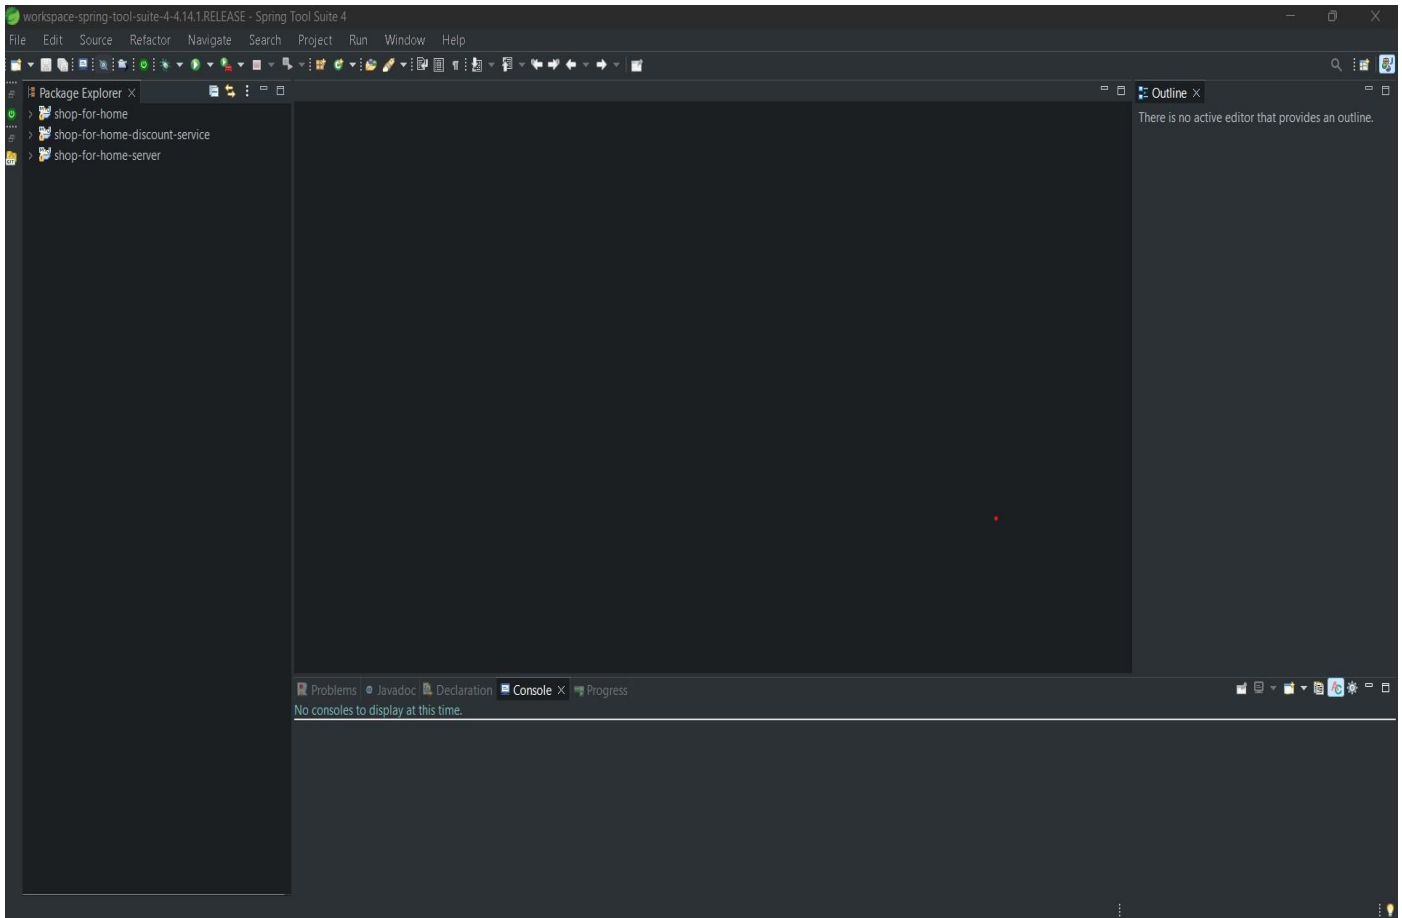 workspace-spring-tool-suite-4-4.14.1.RELEASE - Spring Tool Suite 4
File Edit Source Refactor Navigate Search Project Run Window Help
Package Explorer
shop-for-home
shop-for-home-discount-service
shop-for-home-server
Outline
There is no active editor that provides an outline.
Problems Javadoc Declaration Console Progress
No consoles to display at this time.